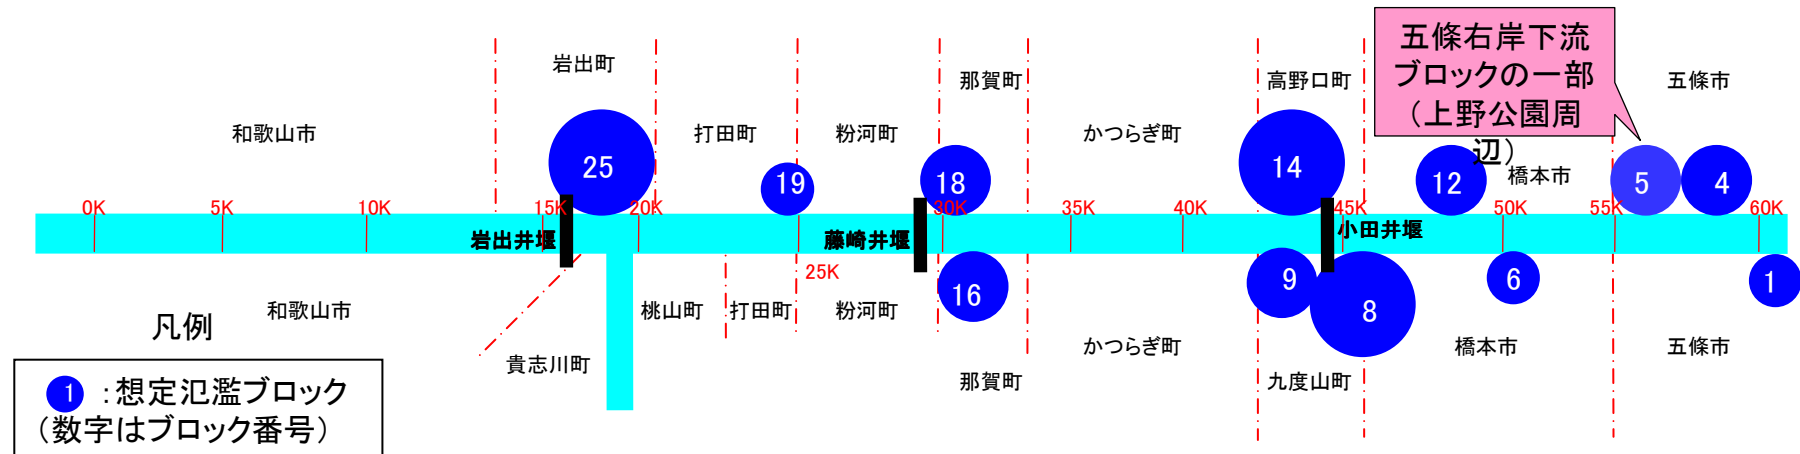 五條右岸下流
ブロックの一部
（上野公園周
辺）
岩出町
那賀町
高野口町
五條市
和歌山市
打田町
粉河町
かつらぎ町
橋本市
25
19
18
14
12
5
4
0K
5K
10K
15K
20K
30K
35K
40K
45K
50K
55K
60K
岩出井堰
藤崎井堰
小田井堰
25K
16
9
8
6
1
和歌山市
桃山町
打田町
粉河町
貴志川町
かつらぎ町
橋本市
五條市
那賀町
九度山町
凡例
1 ：想定氾濫ブロック
（数字はブロック番号）